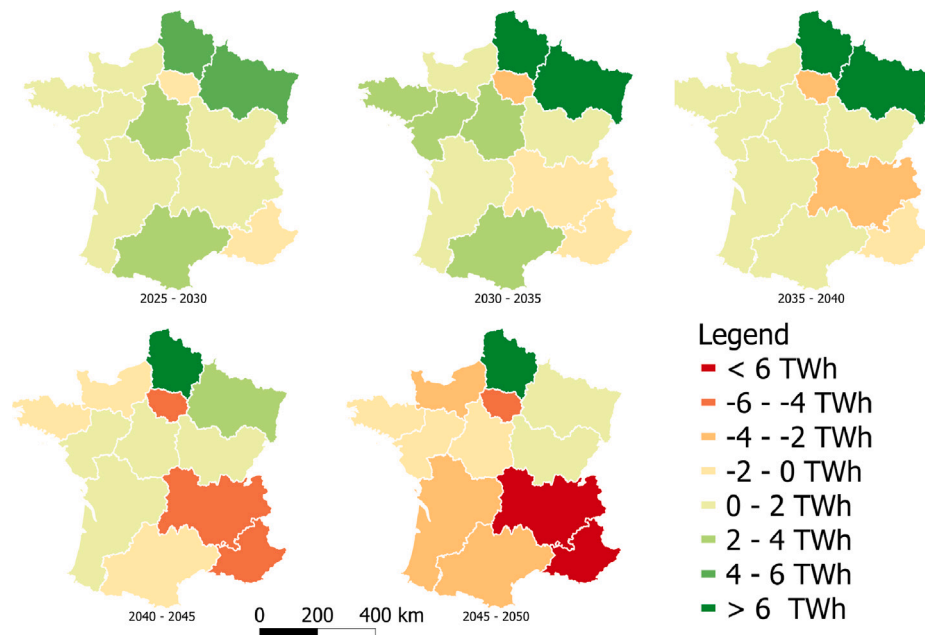 2025 - 2030
2030 - 2035
2035 - 2040
Legend
< 6 TWh
-6 - -4 TWh
-4 - -2 TWh
-2 - 0 TWh
0 - 2 TWh
2 - 4 TWh
4 - 6 TWh
> 6 TWh
2040 - 2045
0 200 400 km
2045 - 2050